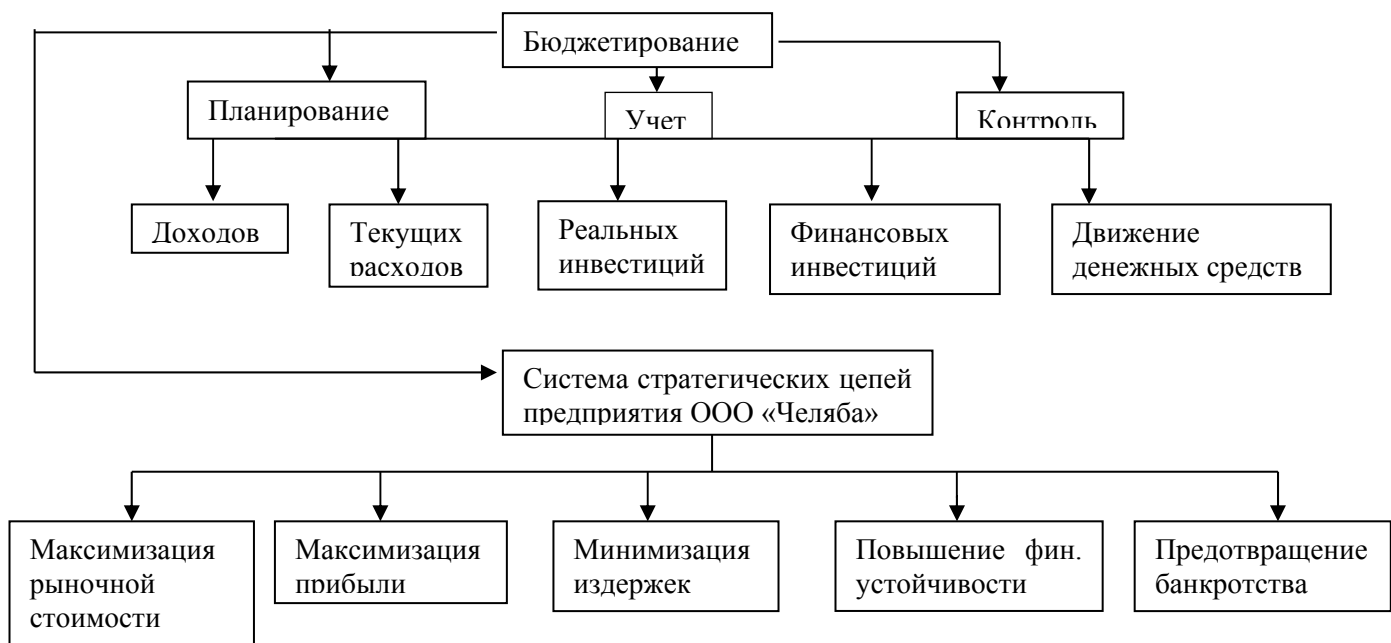 Бюджетирование
Планирование
Учет
Контроль
Доходов
Текущих
расходов
Реальных
инвестиций
Финансовых
инвестиций
Движение
денежных средств
Система стратегических цепей
предприятия ООО «Челяба»
Максимизация
рыночной
стоимости
Максимизация
прибыли
Минимизация
издержек
Повышение фин.
устойчивости
Предотвращение
банкротства